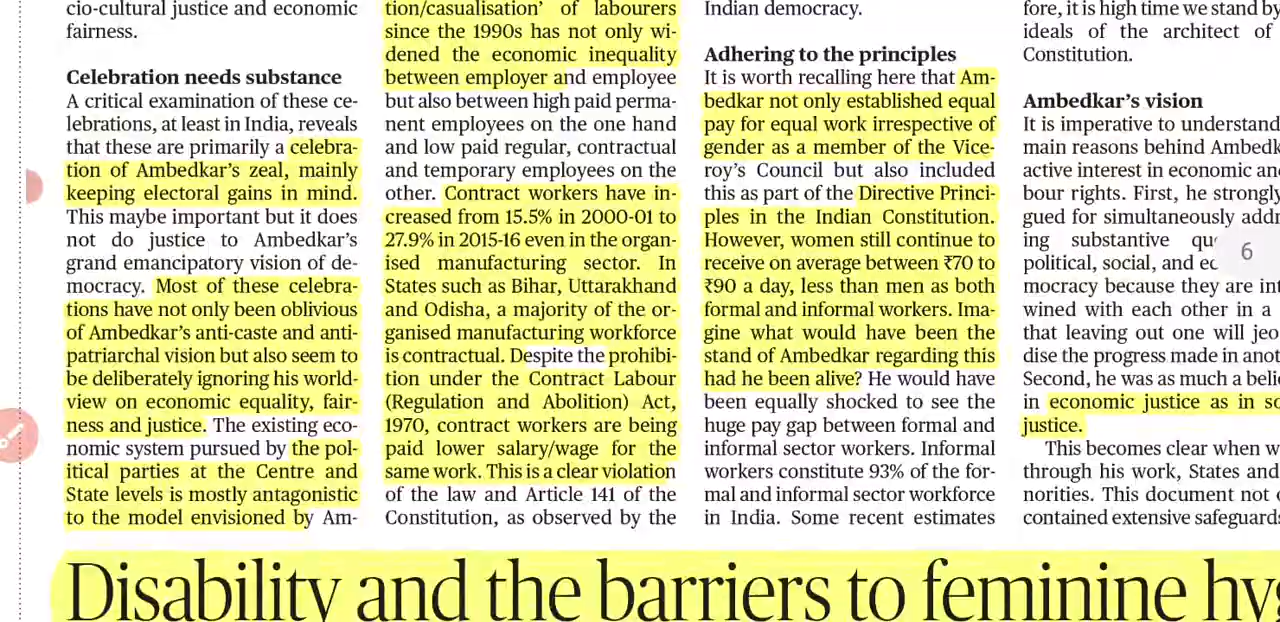 cio-cultural justice and economic
fairness.
Celebration needs substance
A critical examination of these ce-
lebrations, at least in India, reveals
that these are primarily a celebra-
tion of Ambedkar's zeal, mainly
keeping electoral gains in mind.
This maybe important but it does
not do justice to Ambedkar's
grand emancipatory vision of de-
mocracy. Most of these celebra-
tions have not only been oblivious
of Ambedkar's anti-caste and anti-
patriarchal vision but also seem to
be deliberately ignoring his world-
view on economic equality, fair-
ness and justice. The existing eco-
nomic system pursued by the pol-
itical parties at the Centre and
State levels is mostly antagonistic
to the model envisioned by Am-
tion/casualisation' of labourers
since the 1990s has not only wi-
dened the economic inequality
between employer and employee
but also between high paid perma-
nent employees on the one hand
and low paid regular, contractual
and temporary employees on the
other. Contract workers have in-
creased from 15.5% in 2000-01 to
27.9% in 2015-16 even in the organ-
ised manufacturing sector. In
States such as Bihar, Uttarakhand
and Odisha, a majority of the or-
ganised manufacturing workforce
is contractual. Despite the prohibi-
tion under the Contract Labour
(Regulation and Abolition) Act,
1970, contract workers are being
paid lower salary/wage for the
same work. This is a clear violation
of the law and Article 141 of the
Constitution, as observed by the
Indian democracy.
Adhering to the principles
It is worth recalling here that Am-
bedkar not only established equal
pay for equal work irrespective of
gender as a member of the Vice-
roy's Council but also included
this as part of the Directive Princi-
ples in the Indian Constitution.
However, women still continue to
receive on average between ₹70 to
₹90 a day, less than men as both
formal and informal workers. Ima-
gine what would have been the
stand of Ambedkar regarding this
had he been alive? He would have
been equally shocked to see the
huge pay gap between formal and
informal sector workers. Informal
workers constitute 93% of the for-
mal and informal sector workforce
in India. Some recent estimates
fore, it is high time we stand by
ideals of the architect of
Constitution.
Ambedkar's vision
It is imperative to understand
main reasons behind Ambedk
active interest in economic and
bour rights. First, he strongly
gued for simultaneously addr
ing substantive qu
political, social, and ec
mocracy because they are int
wined with each other in a
that leaving out one will jeo
dise the progress made in anot
Second, he was as much a belie
in economic justice as in so
justice.
This becomes clear when w
through his work, States and
norities. This document not o
contained extensive safeguards
6
Disability and the barriers to feminine hyg